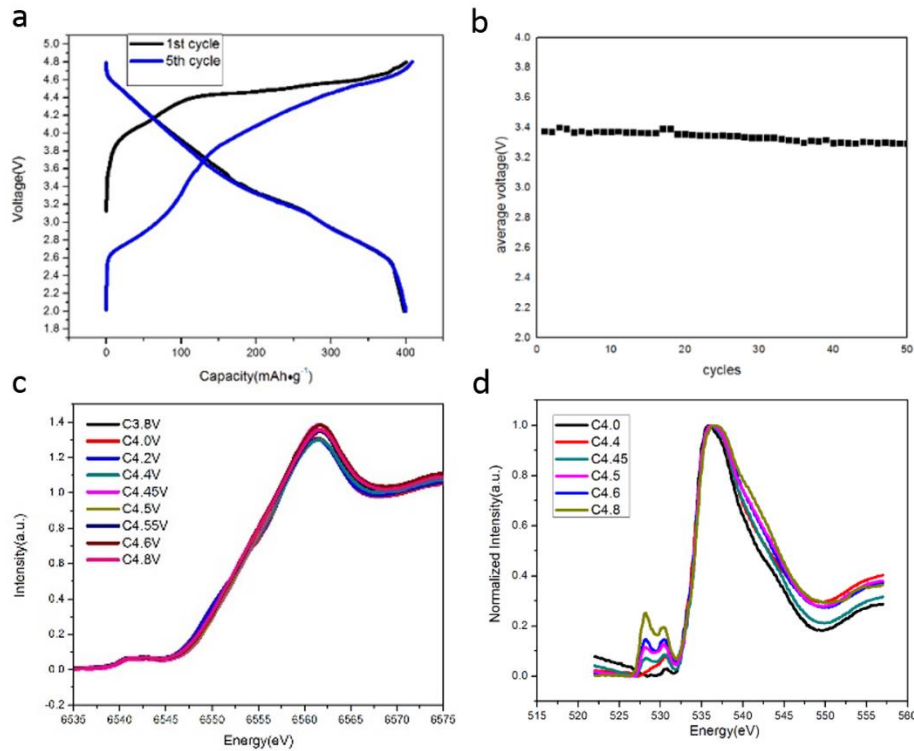 a
1st cycle
5th cycle
Voltage(V)
5.0
4.8
4.6
4.4
4.2
4.0
3.8
3.6
3.4
3.2
3.0
2.8
2.6
2.4
2.2
2.0
1.8
0
100
200
300
400
Capacity(mAh•g⁻¹)
b
average voltage(V)
4.0
3.8
3.6
3.4
3.2
3.0
2.8
2.6
2.4
2.2
2.0
0
10
20
30
40
50
cycles
c
C3.8V
C4.0V
C4.2V
C4.4V
C4.45V
C4.5V
C4.55V
C4.6V
C4.8V
Intensity(a.u.)
1.4
1.2
1.0
0.8
0.6
0.4
0.2
0.0
-0.2
6535
6540
6545
6550
6555
6560
6565
6570
6575
Energy(eV)
d
C4.0
C4.4
C4.45
C4.5
C4.6
C4.8
Normalized Intensity(a.u.)
1.0
0.8
0.6
0.4
0.2
0.0
515
520
525
530
535
540
545
550
555
560
Energy(eV)